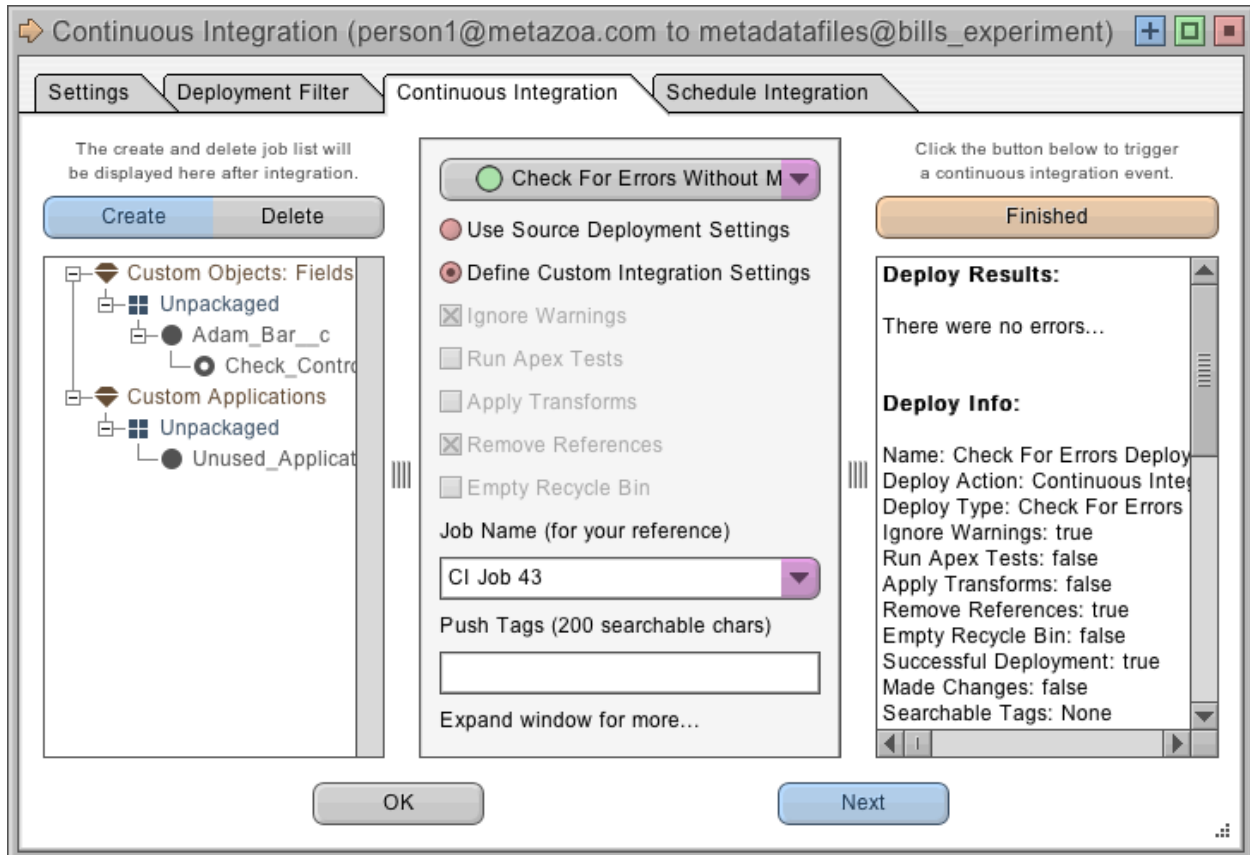 Continuous Integration (person1@metazoa.com to metadatafiles@bills_experiment)
Settings
Deployment Filter
Continuous Integration
Schedule Integration
The create and delete job list will
be displayed here after integration.
Create
Delete
Custom Objects: Fields
Unpackaged
Adam_Bar__c
Check_Contro
Custom Applications
Unpackaged
Unused_Applicat
Check For Errors Without M
Use Source Deployment Settings
Define Custom Integration Settings
Ignore Warnings
Run Apex Tests
Apply Transforms
Remove References
Empty Recycle Bin
Job Name (for your reference)
CI Job 43
Push Tags (200 searchable chars)
Expand window for more...
Click the button below to trigger
a continuous integration event.
Finished
Deploy Results:
There were no errors...
Deploy Info:
Name: Check For Errors Deploy
Deploy Action: Continuous Integ
Deploy Type: Check For Errors
Ignore Warnings: true
Run Apex Tests: false
Apply Transforms: false
Remove References: true
Empty Recycle Bin: false
Successful Deployment: true
Made Changes: false
Searchable Tags: None
OK
Next